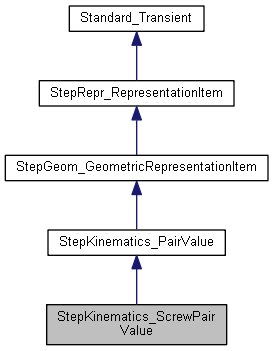 Standard_Transient
StepRepr_RepresentationItem
StepGeom_GeometricRepresentationItem
StepKinematics_PairValue
StepKinematics_ScrewPair
Value